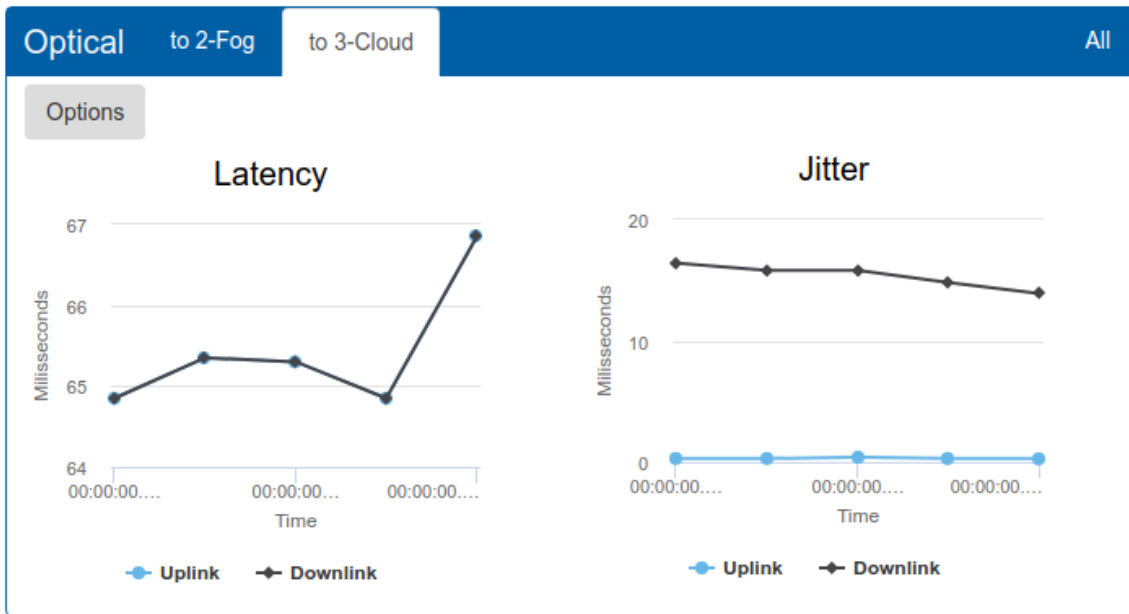 Optical to 2-Fog to 3-Cloud All
Options
Latency
67
66
65
64
Milisseconds
00:00:00.... 00:00:00... 00:00:00....
Time
Uplink Downlink
Jitter
20
10
0
Milisseconds
00:00:00.... 00:00:00.... 00:00:00....
Time
Uplink Downlink